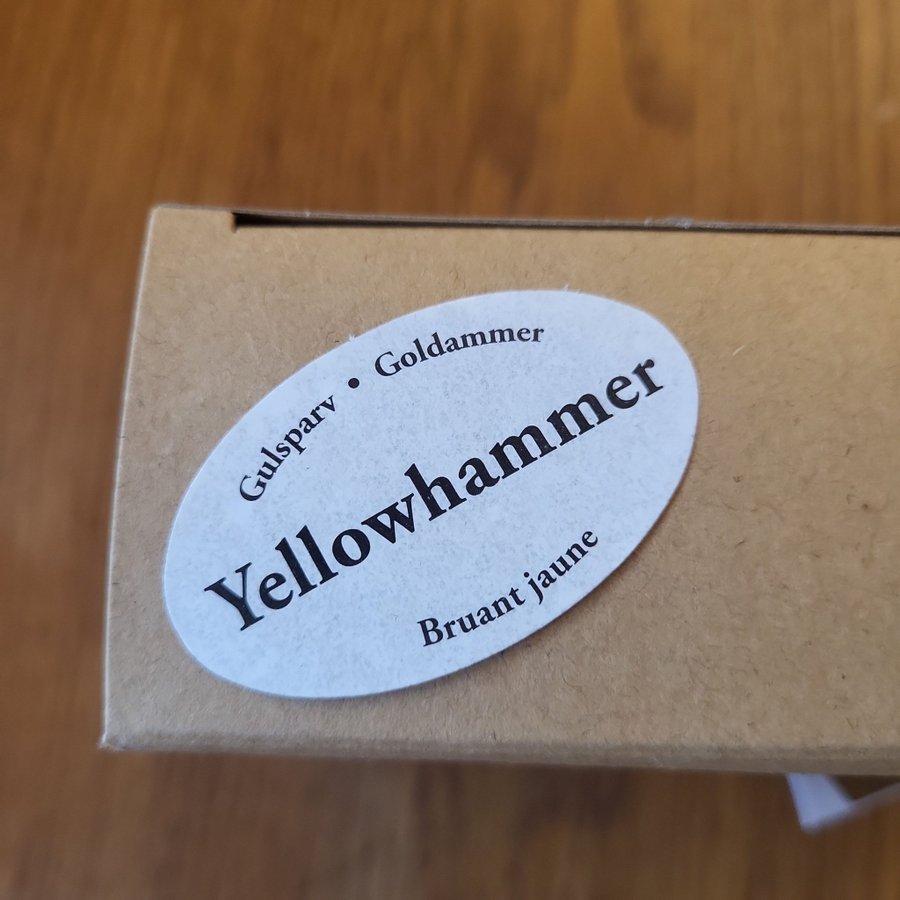 Gulsparv • Goldammer
Yellowhammer
Bruant jaune